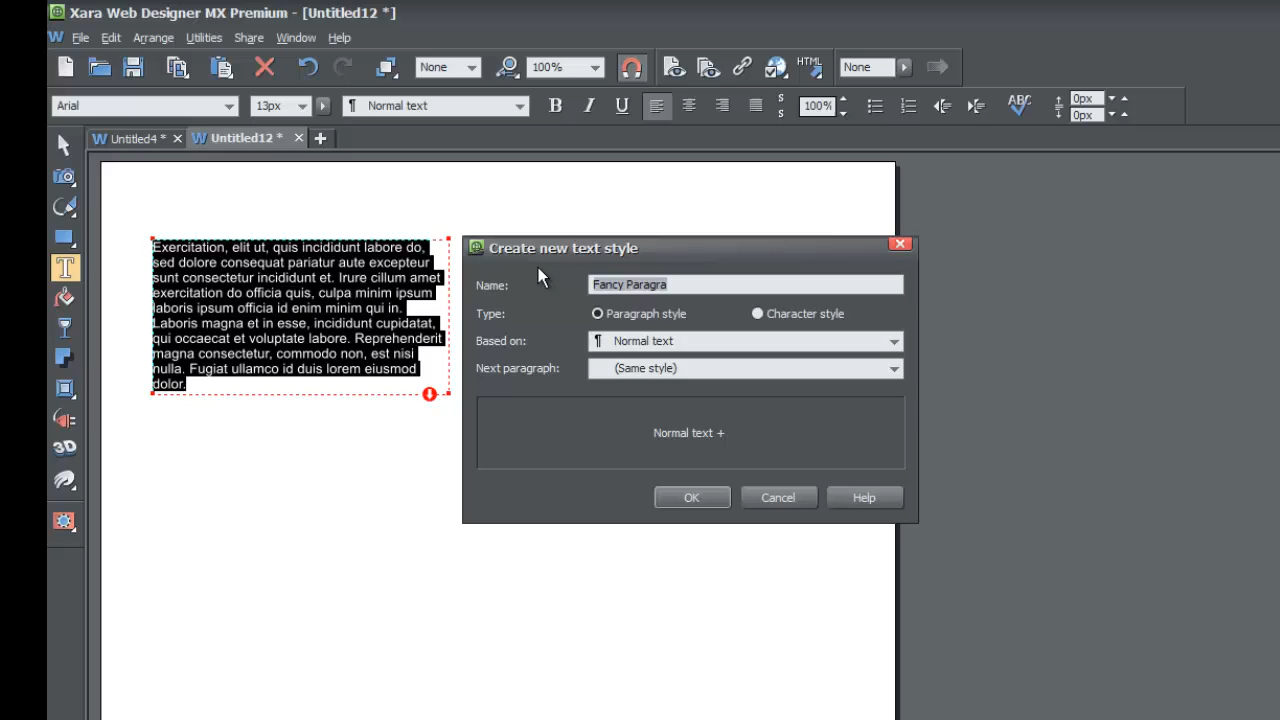 Xara Web Designer MX Premium - [Untitled12 *]
W File Edit Arrange Utilities Share Window Help
None 100% HTML None
Arial 13px ¶ Normal text B I U S S 100% ABC 0px
0px
W Untitled4 * W Untitled12 *
Exercitation, elit ut, quis incididunt labore do,
sed dolore consequat pariatur aute excepteur
sunt consectetur incididunt et. Irure cillum amet
exercitation do officia quis, culpa minim ipsum
laboris ipsum officia id enim minim qui in.
Laboris magna et in esse, incididunt cupidatat,
qui occaecat et voluptate labore. Reprehenderit
magna consectetur, commodo non, est nisi
nulla. Fugiat ullamco id duis lorem eiusmod
dolor.
T
3D
Create new text style
Name: Fancy Paragra
Type: Paragraph style Character style
Based on: ¶ Normal text
Next paragraph: (Same style)
Normal text +
OK Cancel Help